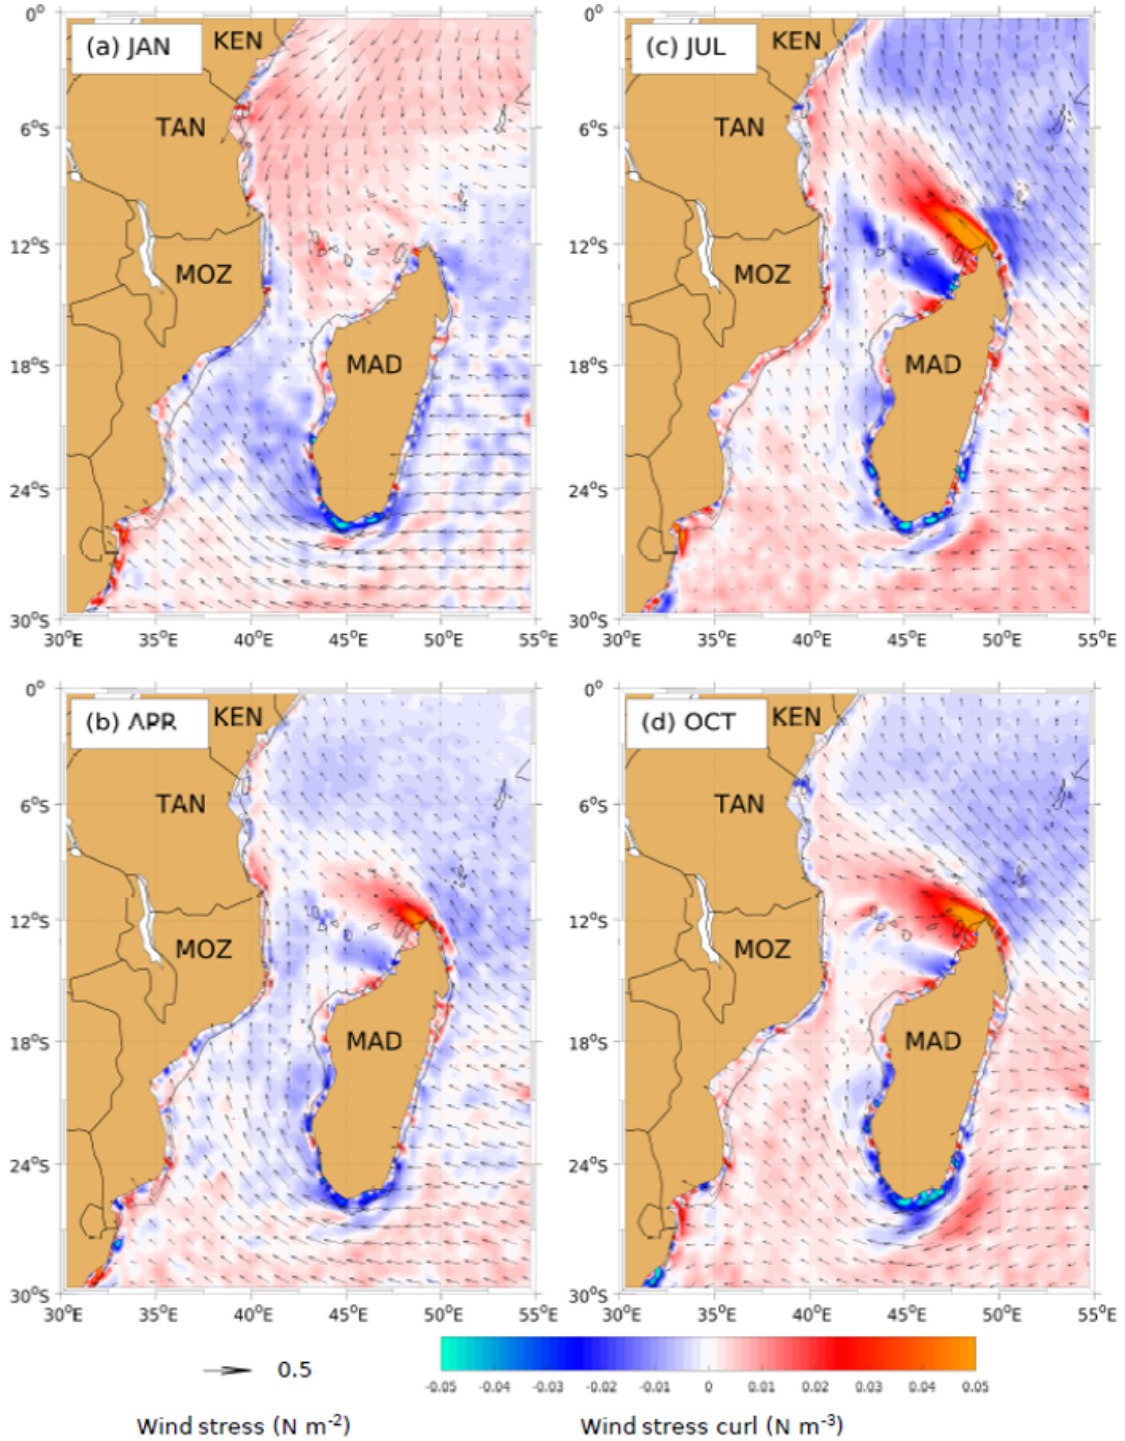 (a) JAN
KEN
TAN
MOZ
MAD
0°
6°S
12°S
18°S
24°S
30°S
30°E 35°E 40°E 45°E 50°E 55°E
(c) JUL
KEN
TAN
MOZ
MAD
0°
6°S
12°S
18°S
24°S
30°S
30°E 35°E 40°E 45°E 50°E 55°E
(b) APR
KEN
TAN
MOZ
MAD
0°
6°S
12°S
18°S
24°S
30°S
30°E 35°E 40°E 45°E 50°E 55°E
(d) OCT
KEN
TAN
MOZ
MAD
0°
6°S
12°S
18°S
24°S
30°S
30°E 35°E 40°E 45°E 50°E 55°E
0.5
Wind stress (N m⁻²)
-0.05 -0.04 -0.03 -0.02 -0.01 0 0.01 0.02 0.03 0.04 0.05
Wind stress curl (N m⁻³)